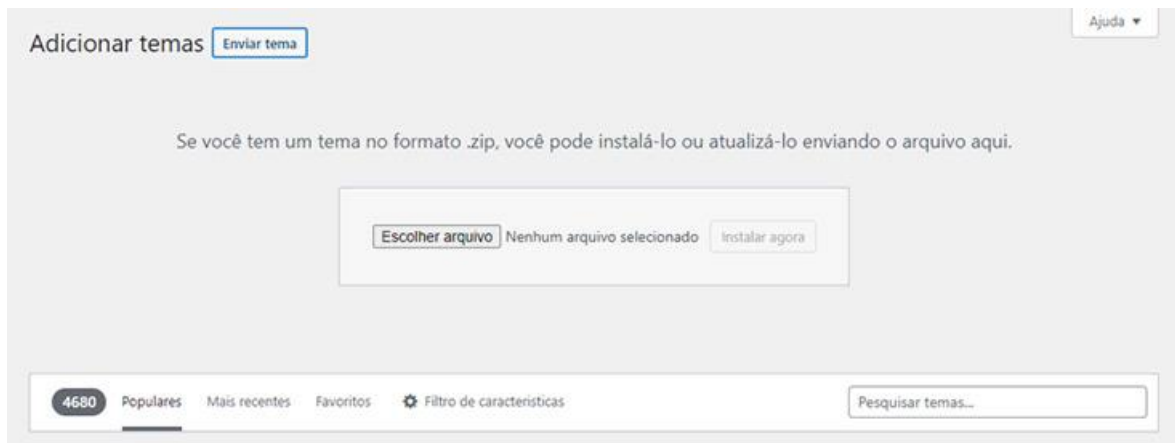 Ajuda ▼
Adicionar temas Enviar tema
Se você tem um tema no formato .zip, você pode instalá-lo ou atualizá-lo enviando o arquivo aqui.
Escolher arquivo Nenhum arquivo selecionado Instalar agora
4680 Populares Mais recentes Favoritos Filtro de características Pesquisar temas...